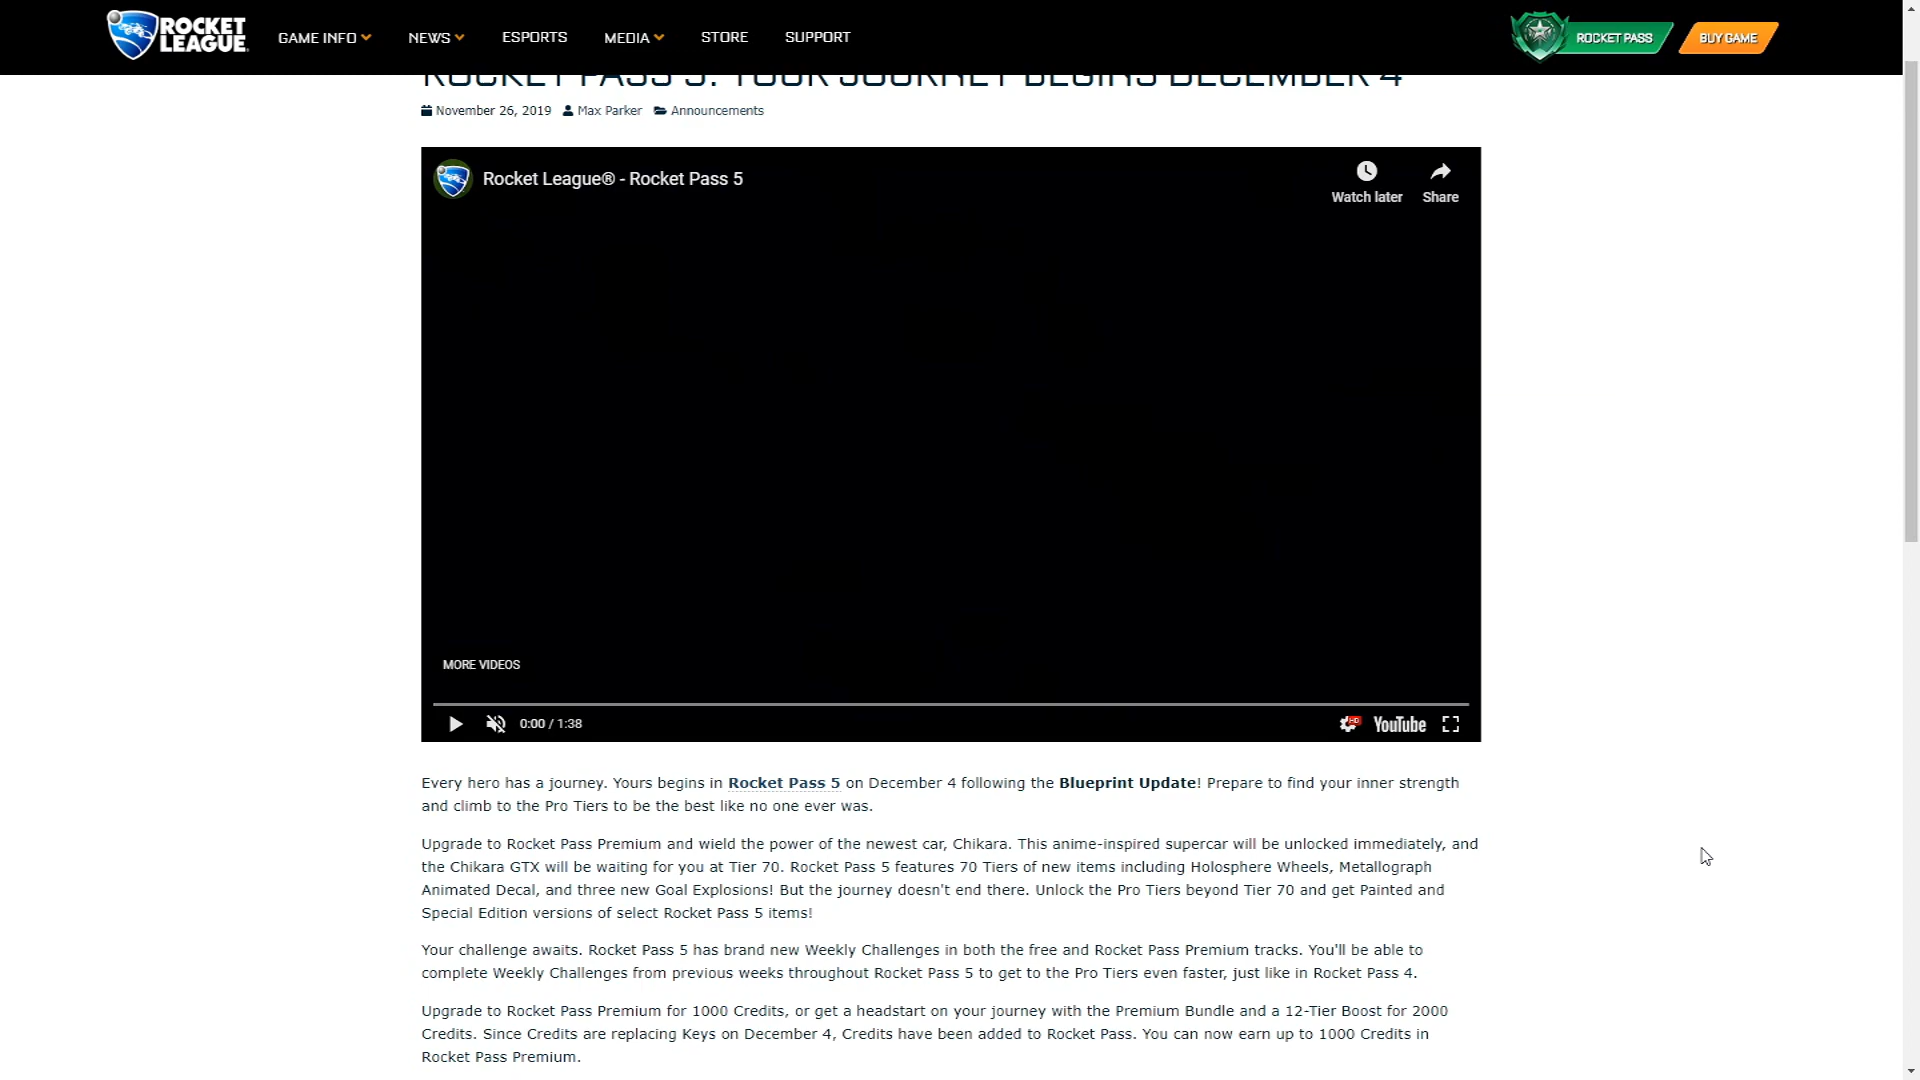 ROCKET LEAGUE
GAME INFO NEWS ESPORTS MEDIA STORE SUPPORT ROCKET PASS BUY GAME
ROCKET PASS 5: YOUR JOURNEY BEGINS DECEMBER 4
November 26, 2019 Max Parker Announcements
Rocket League® - Rocket Pass 5
Watch later Share
MORE VIDEOS
0:00 / 1:38 HD YouTube
Every hero has a journey. Yours begins in Rocket Pass 5 on December 4 following the Blueprint Update! Prepare to find your inner strength
and climb to the Pro Tiers to be the best like no one ever was.
Upgrade to Rocket Pass Premium and wield the power of the newest car, Chikara. This anime-inspired supercar will be unlocked immediately, and
the Chikara GTX will be waiting for you at Tier 70. Rocket Pass 5 features 70 Tiers of new items including Holosphere Wheels, Metallograph
Animated Decal, and three new Goal Explosions! But the journey doesn't end there. Unlock the Pro Tiers beyond Tier 70 and get Painted and
Special Edition versions of select Rocket Pass 5 items!
Your challenge awaits. Rocket Pass 5 has brand new Weekly Challenges in both the free and Rocket Pass Premium tracks. You'll be able to
complete Weekly Challenges from previous weeks throughout Rocket Pass 5 to get to the Pro Tiers even faster, just like in Rocket Pass 4.
Upgrade to Rocket Pass Premium for 1000 Credits, or get a headstart on your journey with the Premium Bundle and a 12-Tier Boost for 2000
Credits. Since Credits are replacing Keys on December 4, Credits have been added to Rocket Pass. You can now earn up to 1000 Credits in
Rocket Pass Premium.